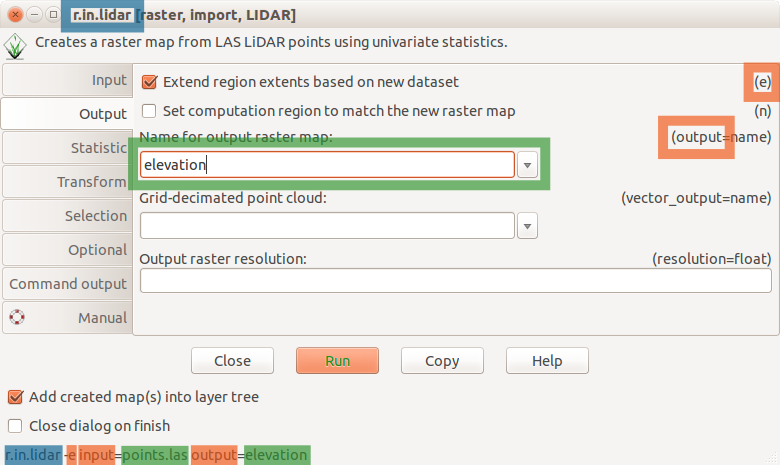 r.in.lidar [raster, import, LIDAR]
Creates a raster map from LAS LiDAR points using univariate statistics.
Input
Output
Statistic
Transform
Selection
Optional
Command output
Manual
Extend region extents based on new dataset (e)
Set computation region to match the new raster map (n)
Name for output raster map: (output=name)
elevation
Grid-decimated point cloud: (vector_output=name)
Output raster resolution: (resolution=float)
Close Run Copy Help
Add created map(s) into layer tree
Close dialog on finish
r.in.lidar -e input=points.las output=elevation